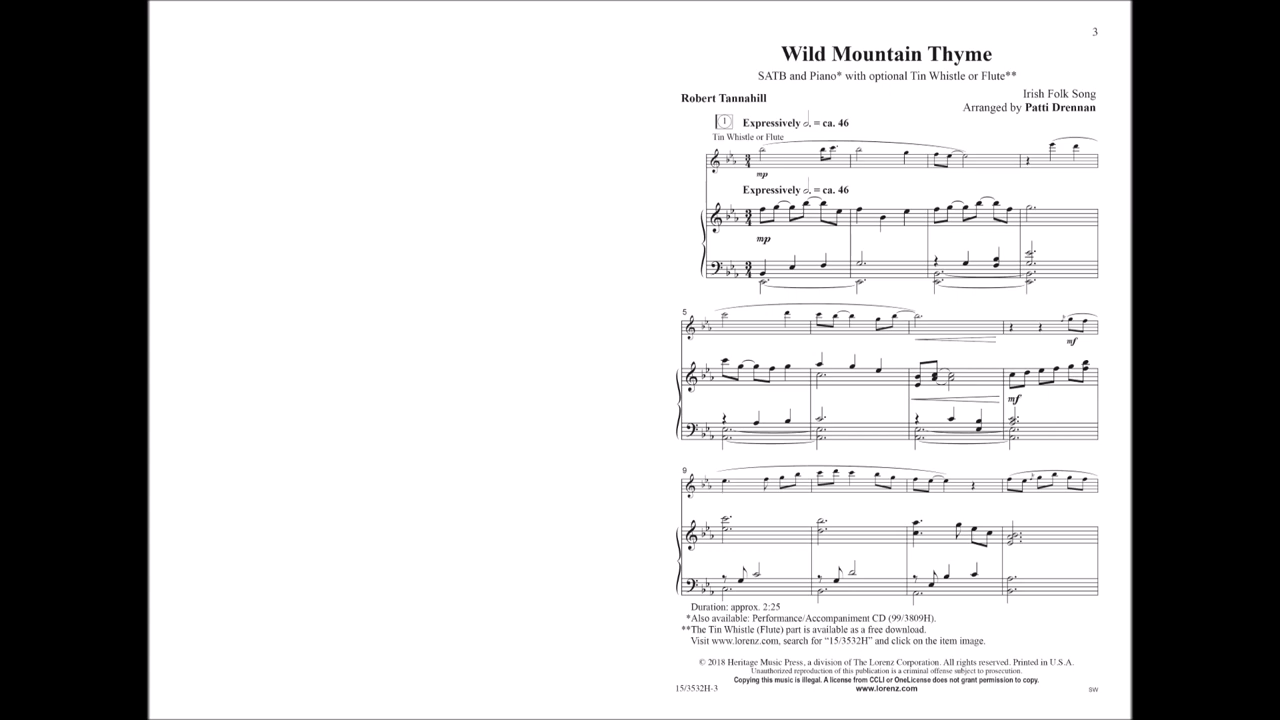 3
Wild Mountain Thyme
SATB and Piano* with optional Tin Whistle or Flute**
Robert Tannahill
Irish Folk Song
Arranged by Patti Drennan
1 Expressively 𝅗𝅥. = ca. 46
Tin Whistle or Flute
3
4
mp
Expressively 𝅗𝅥. = ca. 46
3
4
mp
3
4
5
mf
mf
9
Duration: approx. 2:25
*Also available: Performance/Accompaniment CD (99/3809H).
**The Tin Whistle (Flute) part is available as a free download.
Visit www.lorenz.com, search for “15/3532H” and click on the item image.
© 2018 Heritage Music Press, a division of The Lorenz Corporation. All rights reserved. Printed in U.S.A.
Unauthorized reproduction of this publication is a criminal offense subject to prosecution.
Copying this music is illegal. A license from CCLI or OneLicense does not grant permission to copy.
15/3532H-3 www.lorenz.com SW